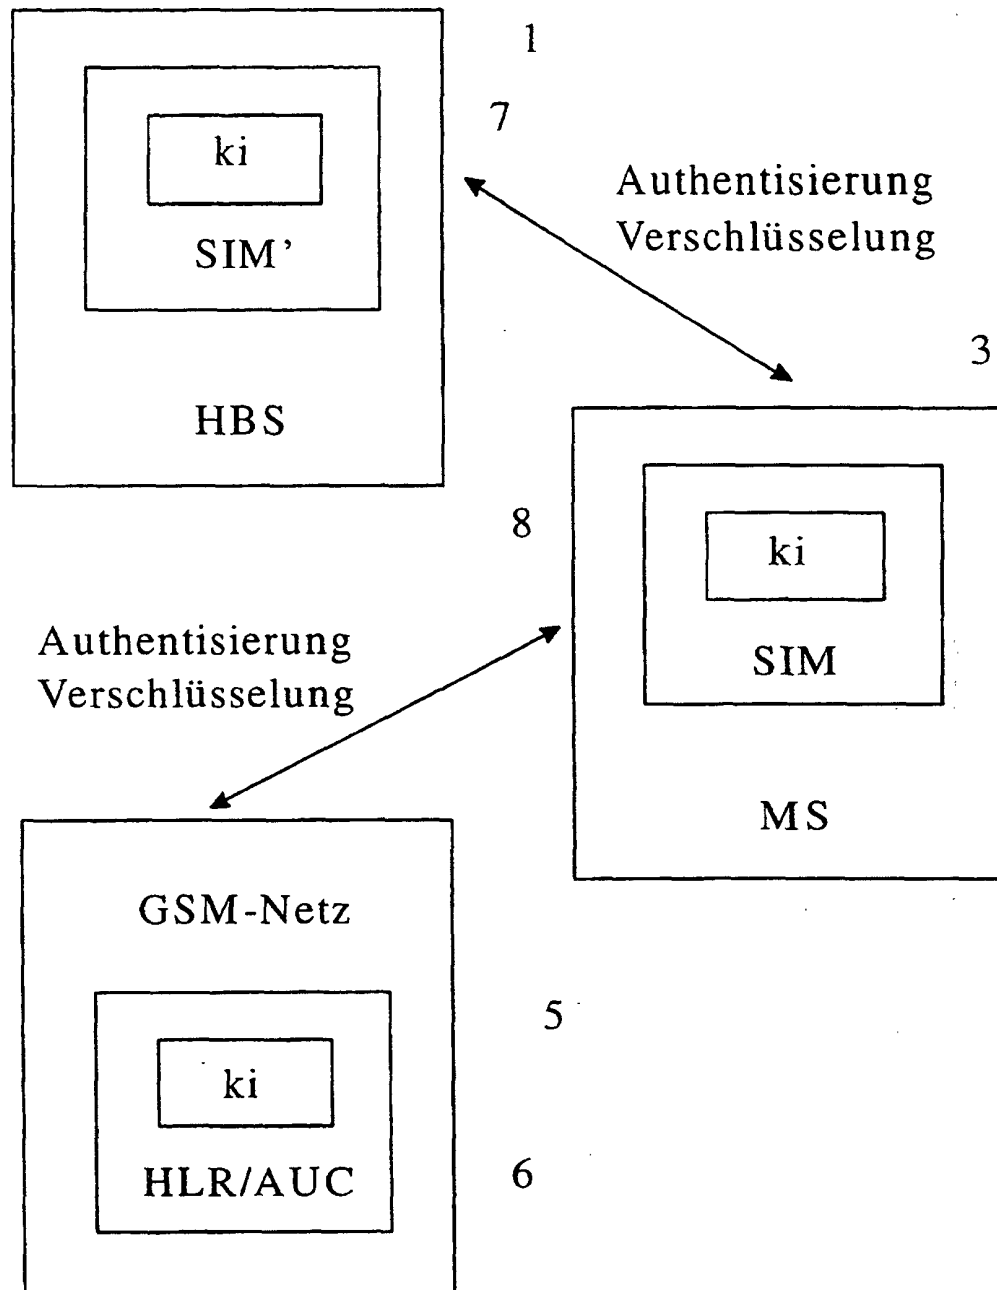 1
7
ki
SIM’
HBS
Authentisierung
Verschlüsselung
3
8
ki
SIM
MS
Authentisierung
Verschlüsselung
GSM-Netz
5
ki
HLR/AUC
6